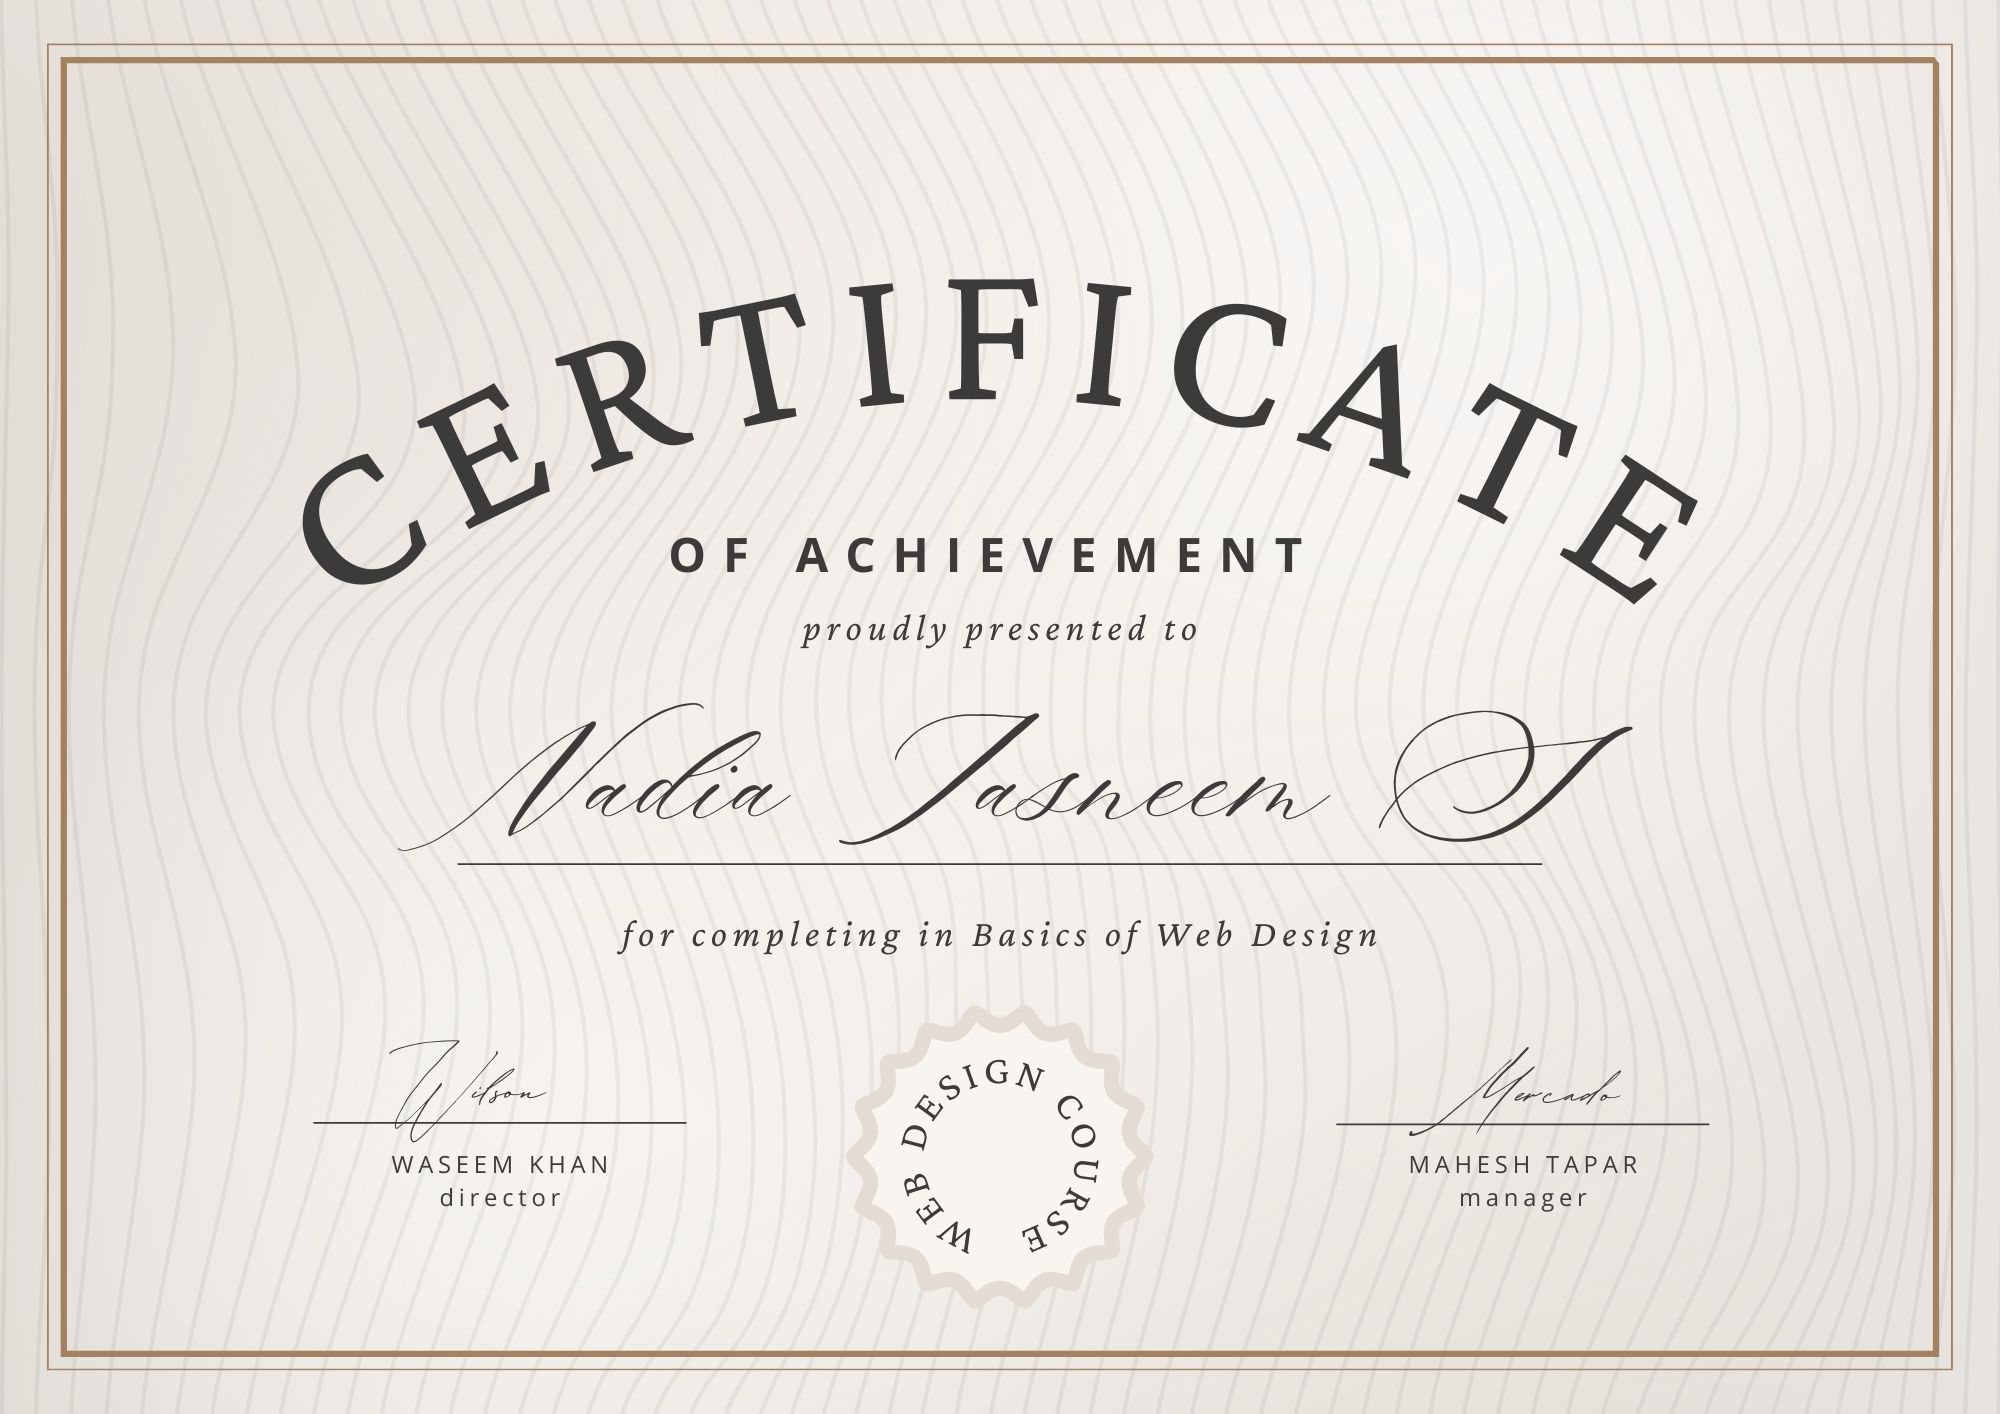 CERTIFICATE
OF ACHIEVEMENT
proudly presented to
Nadia Tasneem S
for completing in Basics of Web Design
Wilson
WASEEM KHAN
director
WEB DESIGN COURSE
Mercado
MAHESH TAPAR
manager